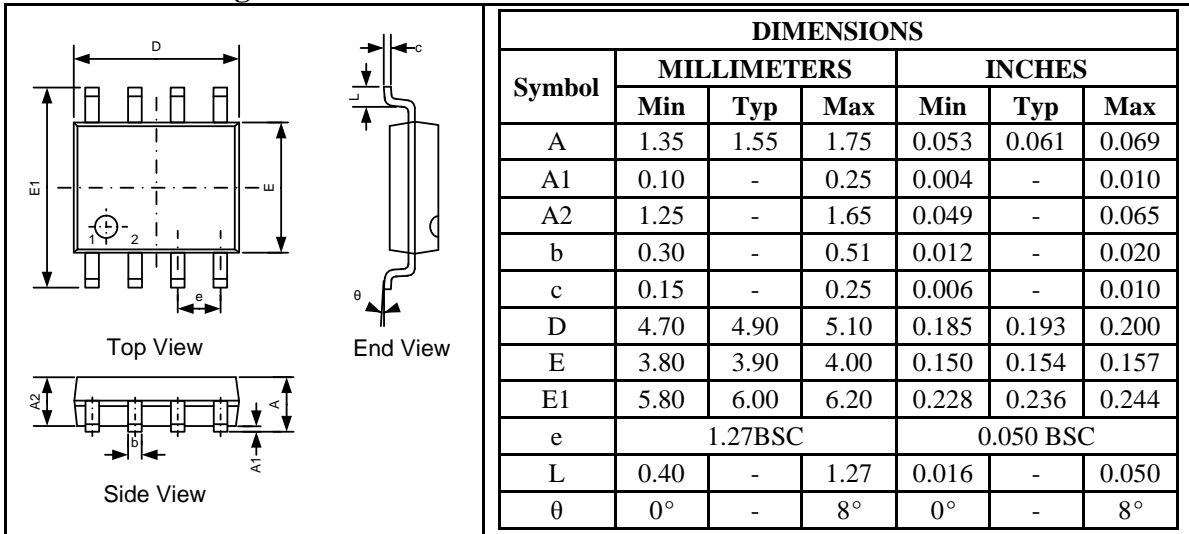 D
c
L
E1
E
1 2
e
θ
Top View
End View
A2
A
b
A1
Side View
DIMENSIONS
Symbol MILLIMETERS INCHES
Min Typ Max Min Typ Max
A 1.35 1.55 1.75 0.053 0.061 0.069
A1 0.10 - 0.25 0.004 - 0.010
A2 1.25 - 1.65 0.049 - 0.065
b 0.30 - 0.51 0.012 - 0.020
c 0.15 - 0.25 0.006 - 0.010
D 4.70 4.90 5.10 0.185 0.193 0.200
E 3.80 3.90 4.00 0.150 0.154 0.157
E1 5.80 6.00 6.20 0.228 0.236 0.244
e 1.27BSC 0.050 BSC
L 0.40 - 1.27 0.016 - 0.050
θ 0° - 8° 0° - 8°